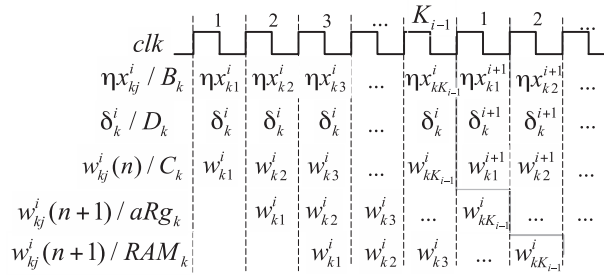 1 2 3 ... K_{i-1} 1 2 ...
clk
ηx^i_{kj} / B_k ηx^i_{k1} ηx^i_{k2} ηx^i_{k3} ... ηx^i_{kK_{i-1}} ηx^{i+1}_{k1} ηx^{i+1}_{k2} ...
δ^i_k / D_k δ^i_k δ^i_k δ^i_k ... δ^i_k δ^{i+1}_k δ^{i+1}_k ...
w^i_{kj}(n) / C_k w^i_{k1} w^i_{k2} w^i_{k3} ... w^i_{kK_{i-1}} w^{i+1}_{k1} w^{i+1}_{k2} ...
w^i_{kj}(n+1) / aRg_k w^i_{k1} w^i_{k2} w^i_{k3} ... w^i_{kK_{i-1}} ... ...
w^i_{kj}(n+1) / RAM_k w^i_{k1} w^i_{k2} w^i_{k3} ... w^i_{kK_{i-1}}